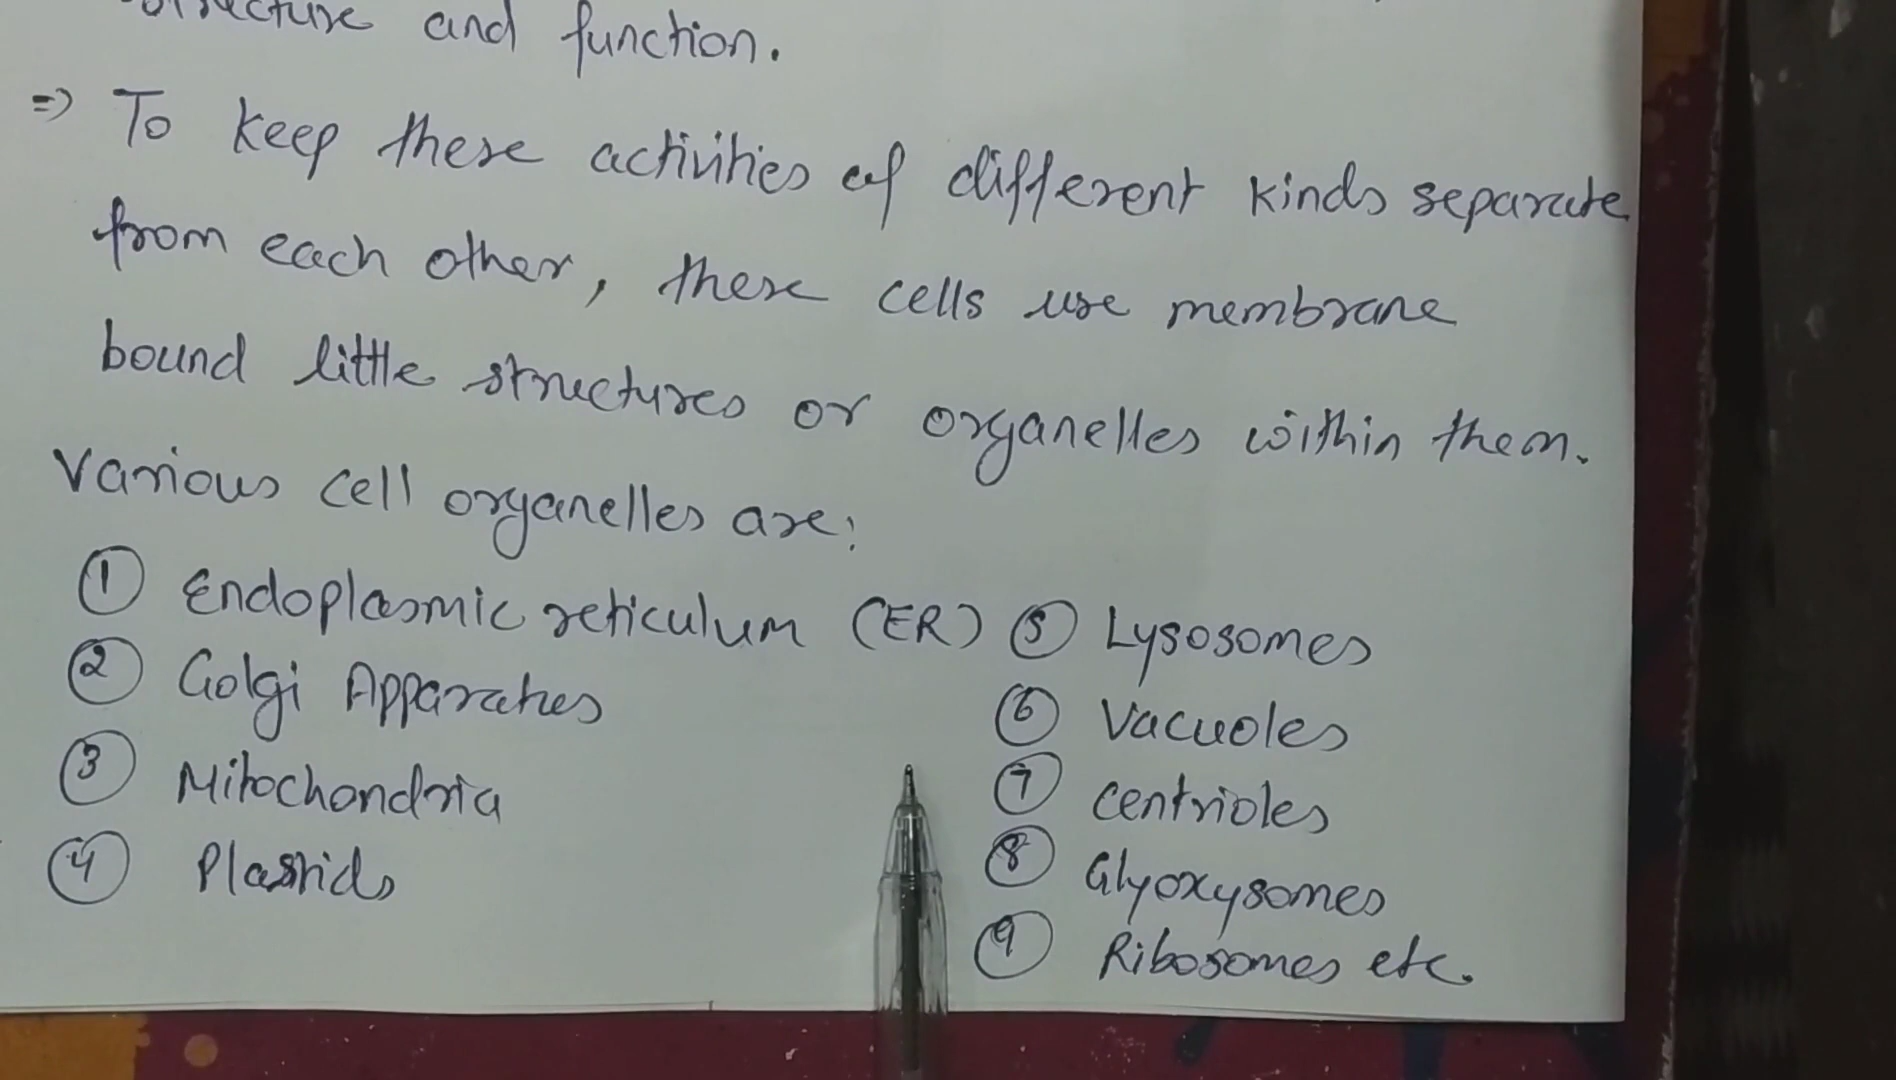 structure and function.
=> To keep these activities of different kinds separate
from each other, these cells use membrane
bound little structures or organelles within them.
Various cell organelles are:
① Endoplasmic reticulum (ER)
② Golgi Apparatus
③ Mitochondria
④ Plastids
⑤ Lysosomes
⑥ Vacuoles
⑦ Centrioles
⑧ Glyoxysomes
⑨ Ribosomes etc.